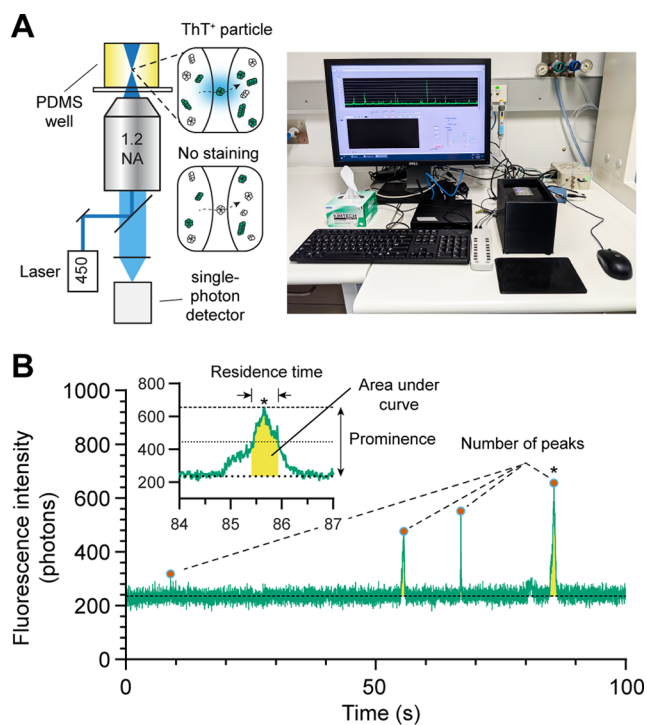 A
ThT⁺ particle
PDMS
well
1.2
NA
No staining
Laser
450
single-
photon
detector
DELL
KIMTECH
B
Residence time
*
Area under
curve
Prominence
800
600
400
200
84
85
86
87
Number of peaks
*
Fluorescence intensity
(photons)
1000
800
600
400
200
0
0
50
100
Time (s)